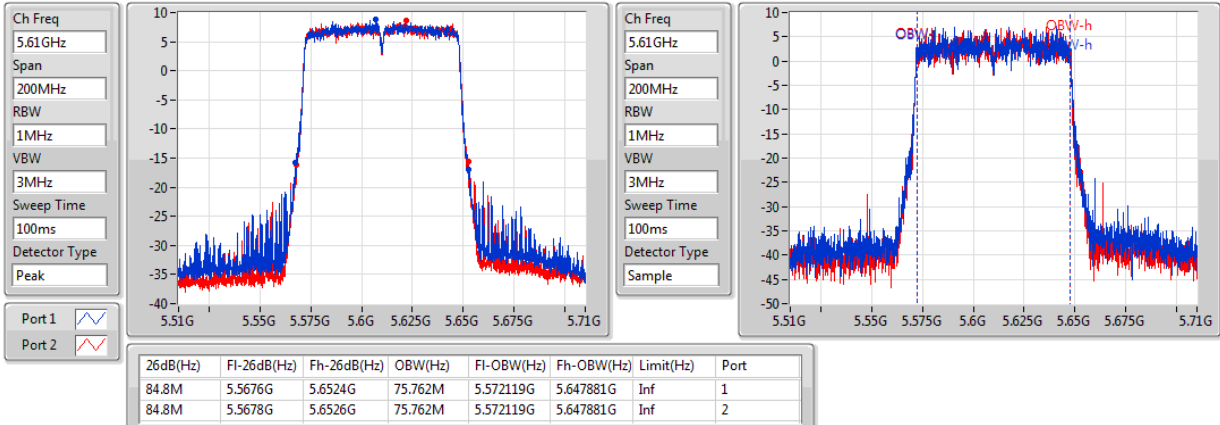 Ch Freq
5.61GHz
Span
200MHz
RBW
1MHz
VBW
3MHz
Sweep Time
100ms
Detector Type
Peak
Port 1
Port 2
10
5
0
-5
-10
-15
-20
-25
-30
-35
-40
5.51G 5.55G 5.575G 5.6G 5.625G 5.65G 5.675G 5.71G
Ch Freq
5.61GHz
Span
200MHz
RBW
1MHz
VBW
3MHz
Sweep Time
100ms
Detector Type
Sample
10
5
0
-5
-10
-15
-20
-25
-30
-35
-40
-45
-50
OBW-h
5.51G 5.55G 5.575G 5.6G 5.625G 5.65G 5.675G 5.71G
26dB(Hz) Fl-26dB(Hz) Fh-26dB(Hz) OBW(Hz) Fl-OBW(Hz) Fh-OBW(Hz) Limit(Hz) Port
84.8M 5.5676G 5.6524G 75.762M 5.572119G 5.647881G Inf 1
84.8M 5.5678G 5.6526G 75.762M 5.572119G 5.647881G Inf 2